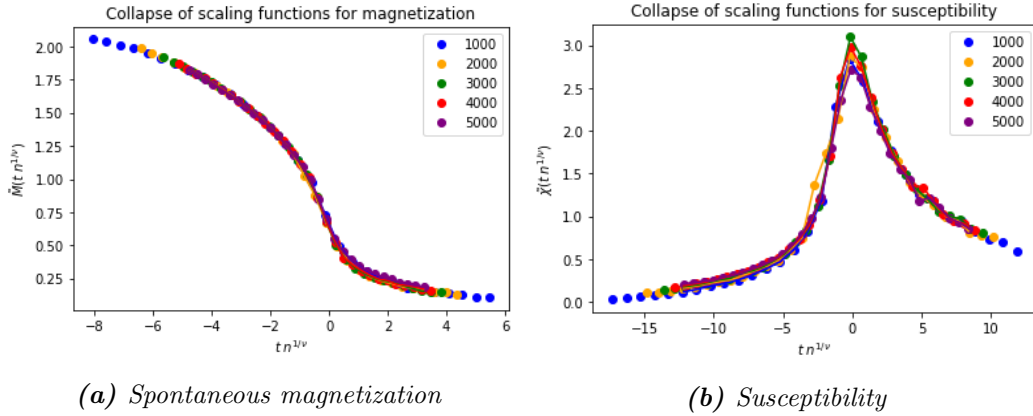 Collapse of scaling functions for magnetization
2.00
1.75
1.50
1.25
1.00
0.75
0.50
0.25
M̃(t n^{1/ν})
1000
2000
3000
4000
5000
−8 −6 −4 −2 0 2 4 6
t n^{1/ν}
(a) Spontaneous magnetization
Collapse of scaling functions for susceptibility
3.0
2.5
2.0
1.5
1.0
0.5
0.0
χ̃(t n^{1/ν})
1000
2000
3000
4000
5000
−15 −10 −5 0 5 10
t n^{1/ν}
(b) Susceptibility